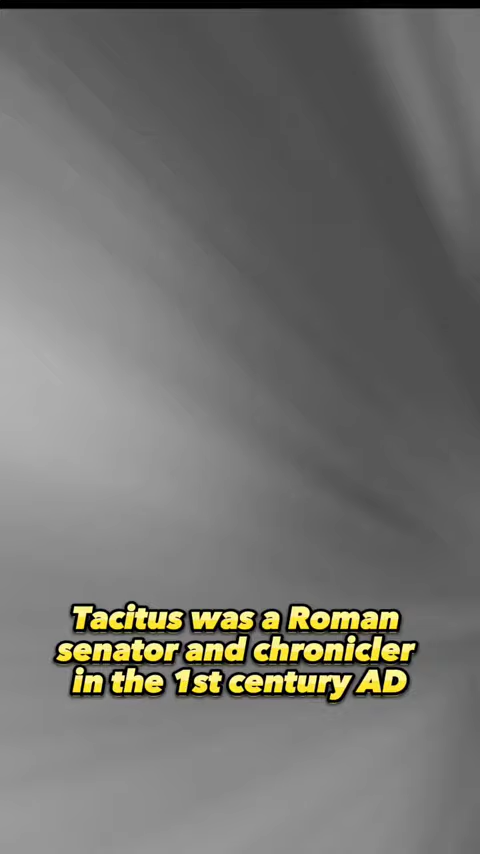 Tacitus was a Roman
senator and chronicler
in the 1st century AD